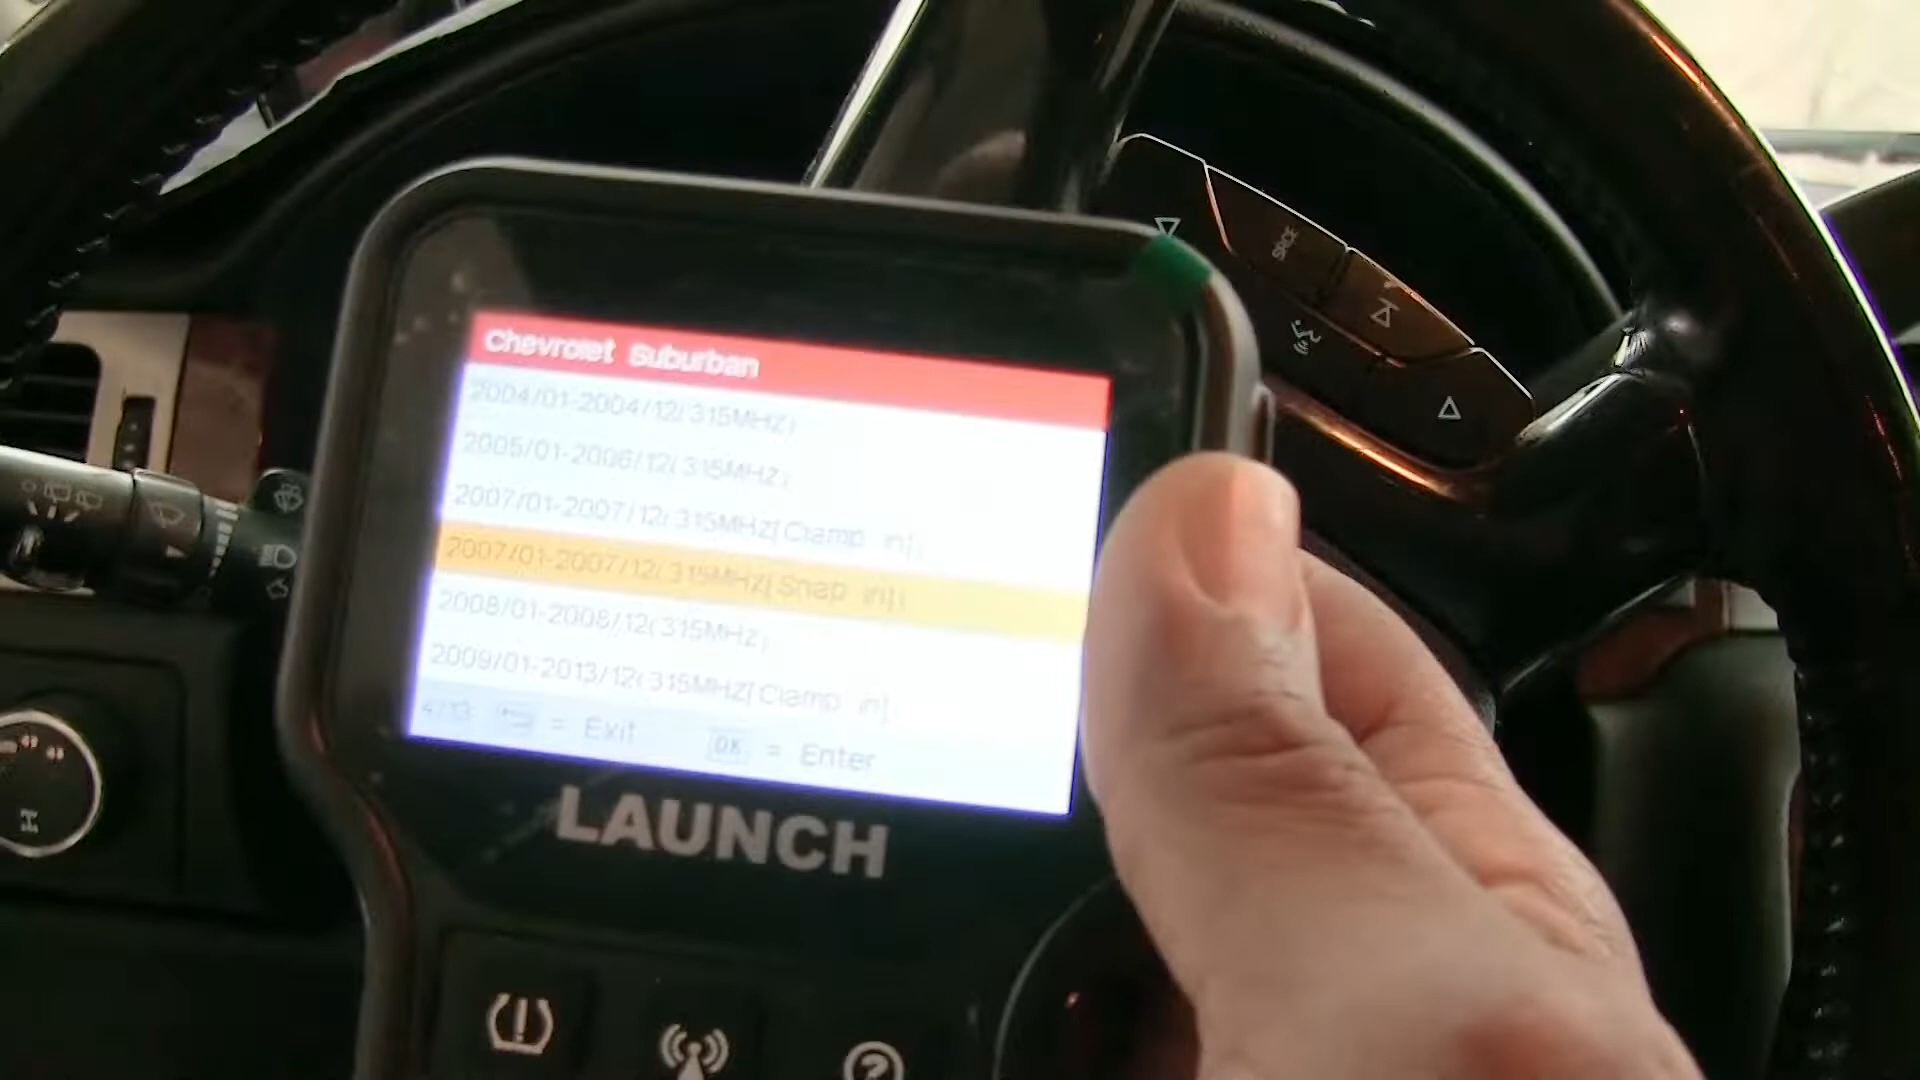 SRCE
Chevrolet Suburban
2004/01-2004/12(315MHZ)
2005/01-2006/12(315MHZ)
2007/01-2007/12(315MHZ[Clamp in])
2007/01-2007/12(315MHZ[Snap in])
2008/01-2008/12(315MHZ)
2009/01-2013/12(315MHZ[Clamp in])
4/13 = Exit OK = Enter
LAUNCH